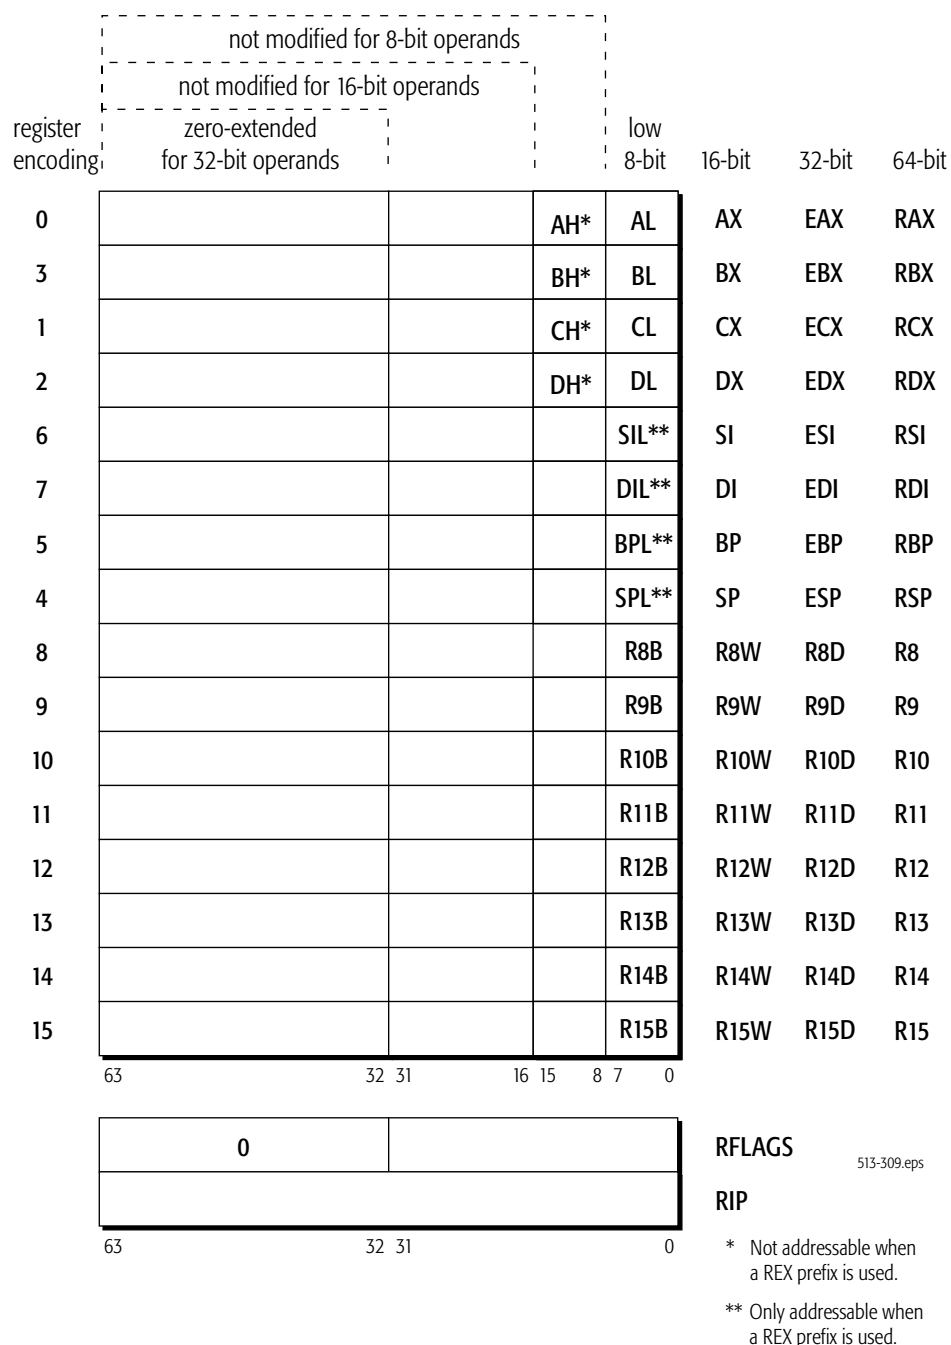 not modified for 8-bit operands
not modified for 16-bit operands
register encoding
zero-extended
for 32-bit operands
low
8-bit 16-bit 32-bit 64-bit
0 AH* AL AX EAX RAX
3 BH* BL BX EBX RBX
1 CH* CL CX ECX RCX
2 DH* DL DX EDX RDX
6 SIL** SI ESI RSI
7 DIL** DI EDI RDI
5 BPL** BP EBP RBP
4 SPL** SP ESP RSP
8 R8B R8W R8D R8
9 R9B R9W R9D R9
10 R10B R10W R10D R10
11 R11B R11W R11D R11
12 R12B R12W R12D R12
13 R13B R13W R13D R13
14 R14B R14W R14D R14
15 R15B R15W R15D R15
63 32 31 16 15 8 7 0
0 RFLAGS
513-309.eps
RIP
63 32 31 0
* Not addressable when
a REX prefix is used.
** Only addressable when
a REX prefix is used.